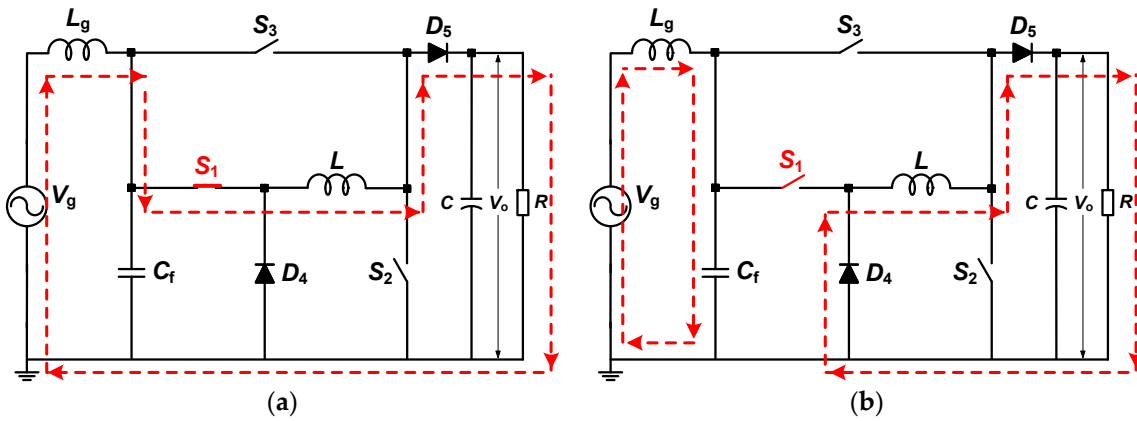 Lg
S3
D5
S1
L
Vg
C
Vo
R
Cf
D4
S2
(a)
Lg
S3
D5
S1
L
Vg
C
Vo
R
Cf
D4
S2
(b)